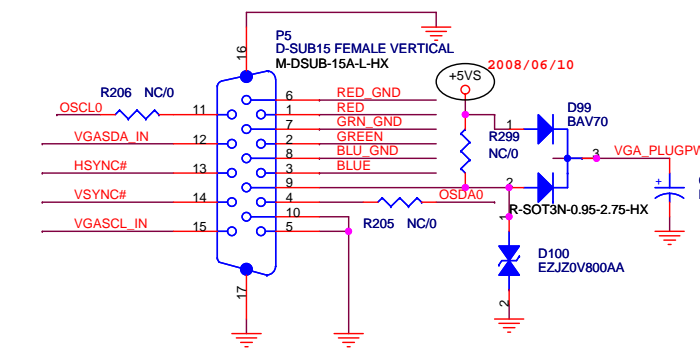 P5
D-SUB15 FEMALE VERTICAL
M-DSUB-15A-L-HX
16
2008/06/10
+5VS
R206 NC/0
OSCL0
11
6 RED_GND
1 RED
7 GRN_GND
VGASDA_IN
12
2 GREEN
8 BLU_GND
HSYNC#
13
3 BLUE
9
VSYNC#
14
4
OSDA0
10
VGASCL_IN
15
5
R205 NC/0
17
R299
NC/0
1
D99
BAV70
3
VGA_PLUGPW
2
R-SOT3N-0.95-2.75-HX
+
1
D100
EZJZ0V800AA
2